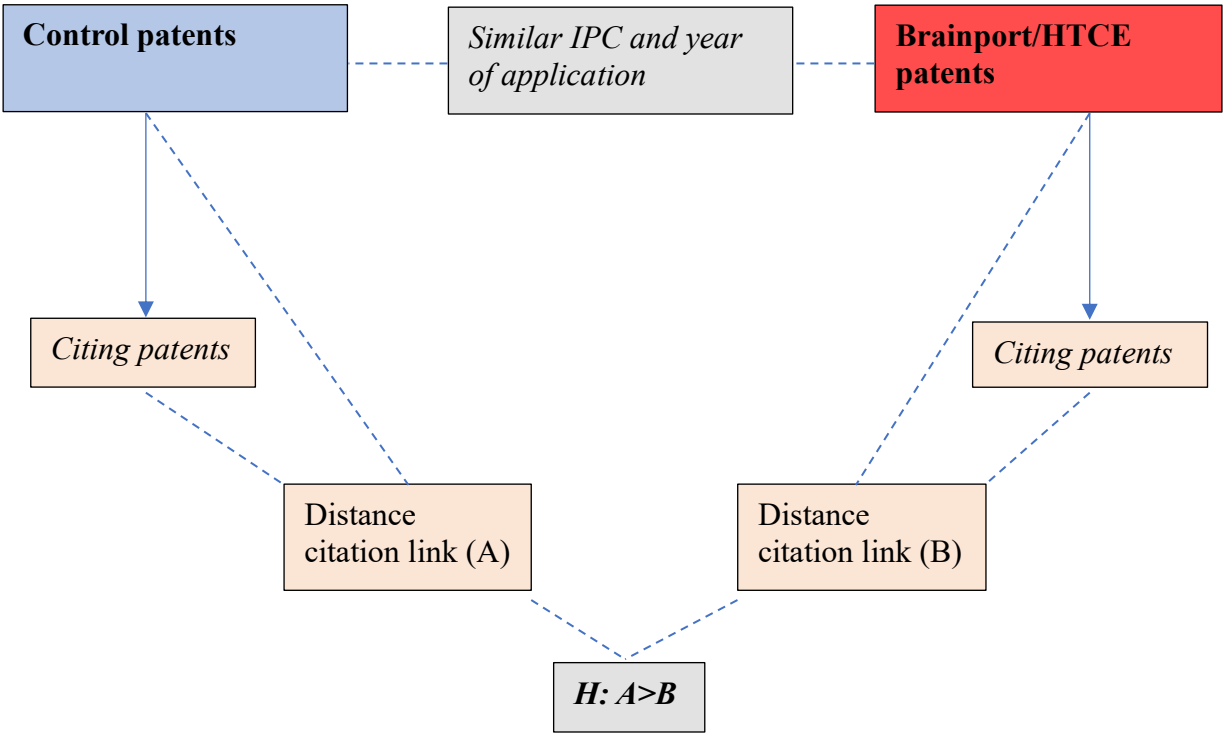 Control patents
Similar IPC and year
of application
Brainport/HTCE
patents
Citing patents
Citing patents
Distance
citation link (A)
Distance
citation link (B)
H: A>B